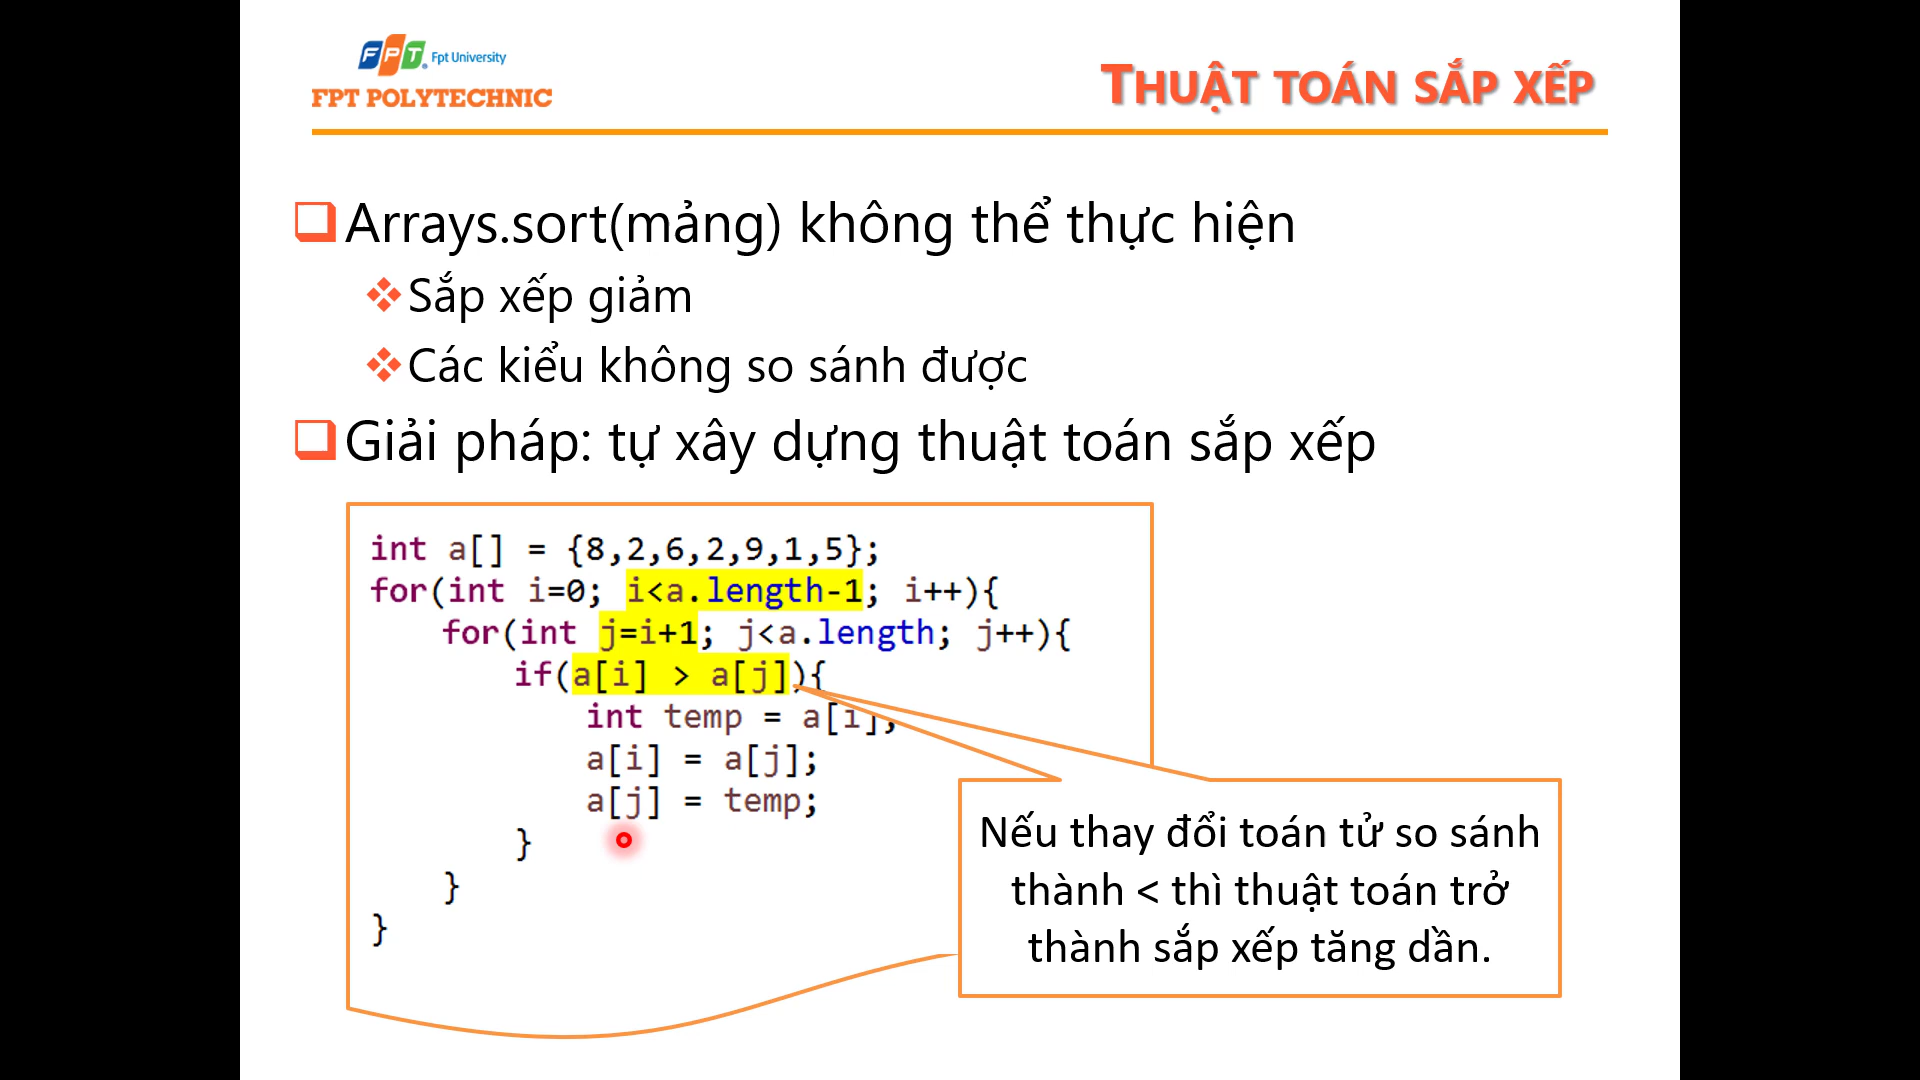 FPT Fpt University
FPT POLYTECHNIC
THUẬT TOÁN SẮP XẾP
Arrays.sort(mảng) không thể thực hiện
Sắp xếp giảm
Các kiểu không so sánh được
Giải pháp: tự xây dựng thuật toán sắp xếp
int a[] = {8,2,6,2,9,1,5};
for(int i=0; i<a.length-1; i++){
for(int j=i+1; j<a.length; j++){
if(a[i] > a[j]){
int temp = a[i];
a[i] = a[j];
a[j] = temp;
}
}
}
Nếu thay đổi toán tử so sánh
thành < thì thuật toán trở
thành sắp xếp tăng dần.